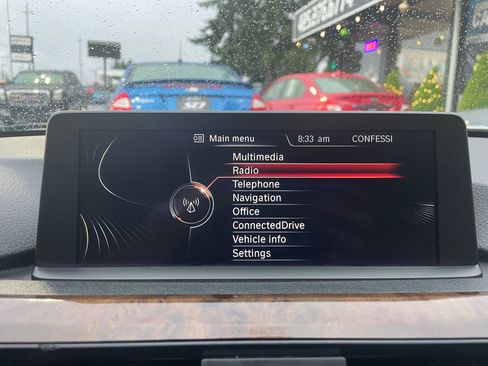 Main menu
8:33 am
CONFESSI
Multimedia
Radio
Telephone
Navigation
Office
ConnectedDrive
Vehicle info
Settings